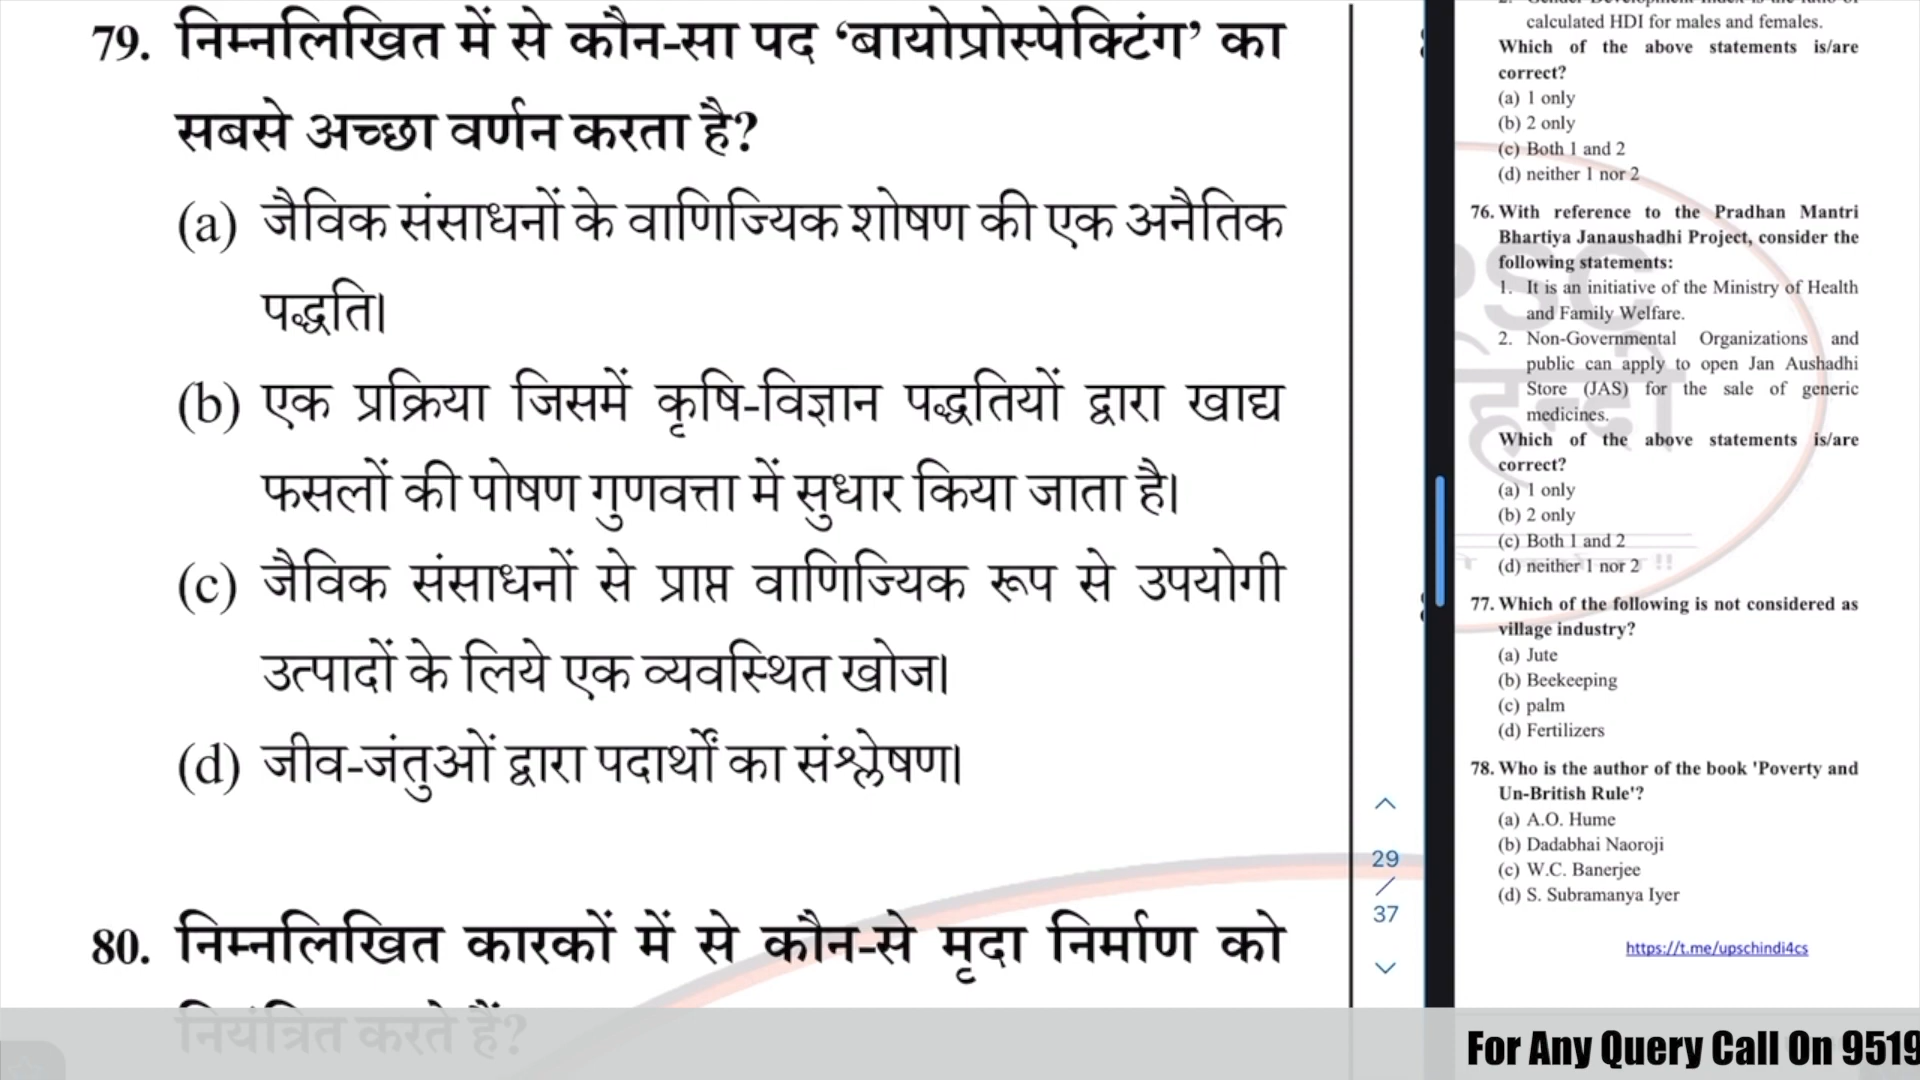 79. निम्नलिखित में से कौन-सा पद ‘बायोप्रोस्पेक्टिंग’ का
सबसे अच्छा वर्णन करता है?
(a) जैविक संसाधनों के वाणिज्यिक शोषण की एक अनैतिक
पद्धति।
(b) एक प्रक्रिया जिसमें कृषि-विज्ञान पद्धतियों द्वारा खाद्य
फसलों की पोषण गुणवत्ता में सुधार किया जाता है।
(c) जैविक संसाधनों से प्राप्त वाणिज्यिक रूप से उपयोगी
उत्पादों के लिये एक व्यवस्थित खोज।
(d) जीव-जंतुओं द्वारा पदार्थों का संश्लेषण।
80. निम्नलिखित कारकों में से कौन-से मृदा निर्माण को
नियंत्रित करते हैं?
29
/
37
2. Gender Development Index is the ratio of
calculated HDI for males and females.
Which of the above statements is/are
correct?
(a) 1 only
(b) 2 only
(c) Both 1 and 2
(d) neither 1 nor 2
76. With reference to the Pradhan Mantri
Bhartiya Janaushadhi Project, consider the
following statements:
1. It is an initiative of the Ministry of Health
and Family Welfare.
2. Non-Governmental Organizations and
public can apply to open Jan Aushadhi
Store (JAS) for the sale of generic
medicines.
Which of the above statements is/are
correct?
(a) 1 only
(b) 2 only
(c) Both 1 and 2
(d) neither 1 nor 2
77. Which of the following is not considered as
village industry?
(a) Jute
(b) Beekeeping
(c) palm
(d) Fertilizers
78. Who is the author of the book 'Poverty and
Un-British Rule'?
(a) A.O. Hume
(b) Dadabhai Naoroji
(c) W.C. Banerjee
(d) S. Subramanya Iyer
https://t.me/upschindi4cs
PSC
हिन्दी
For Any Query Call On 9519